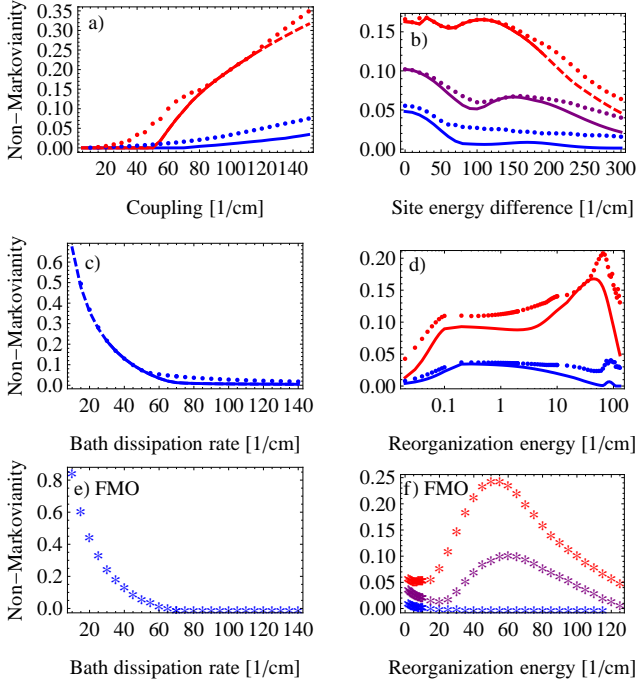 a)
b)
Non−Markovianity
0.35
0.30
0.25
0.20
0.15
0.10
0.05
0.00
20 40 60 80 100 120 140
Coupling [1/cm]
0.15
0.10
0.05
0.00
0 50 100 150 200 250 300
Site energy difference [1/cm]
c)
d)
Non−Markovianity
0.6
0.5
0.4
0.3
0.2
0.1
0.0
20 40 60 80 100 120 140
Bath dissipation rate [1/cm]
0.20
0.15
0.10
0.05
0.00
0.1 1 10 100
Reorganization energy [1/cm]
e) FMO
f) FMO
Non−Markovianity
0.8
0.6
0.4
0.2
0.0
20 40 60 80 100 120 140
Bath dissipation rate [1/cm]
0.25
0.20
0.15
0.10
0.05
0.00
0 20 40 60 80 100 120
Reorganization energy [1/cm]